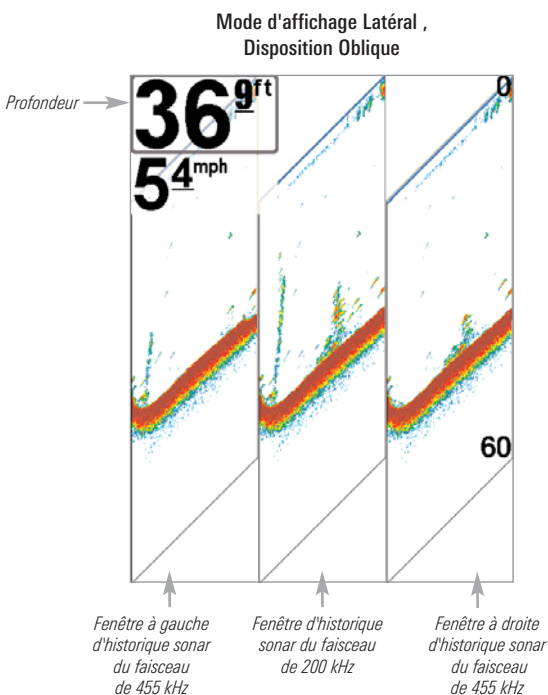 Mode d'affichage Latéral ,
Disposition Oblique
Profondeur
36 9 ft
5 4 mph
0
60
Fenêtre à gauche
d'historique sonar
du faisceau
de 455 kHz
Fenêtre d'historique
sonar du faisceau
de 200 kHz
Fenêtre à droite
d'historique sonar
du faisceau
de 455 kHz